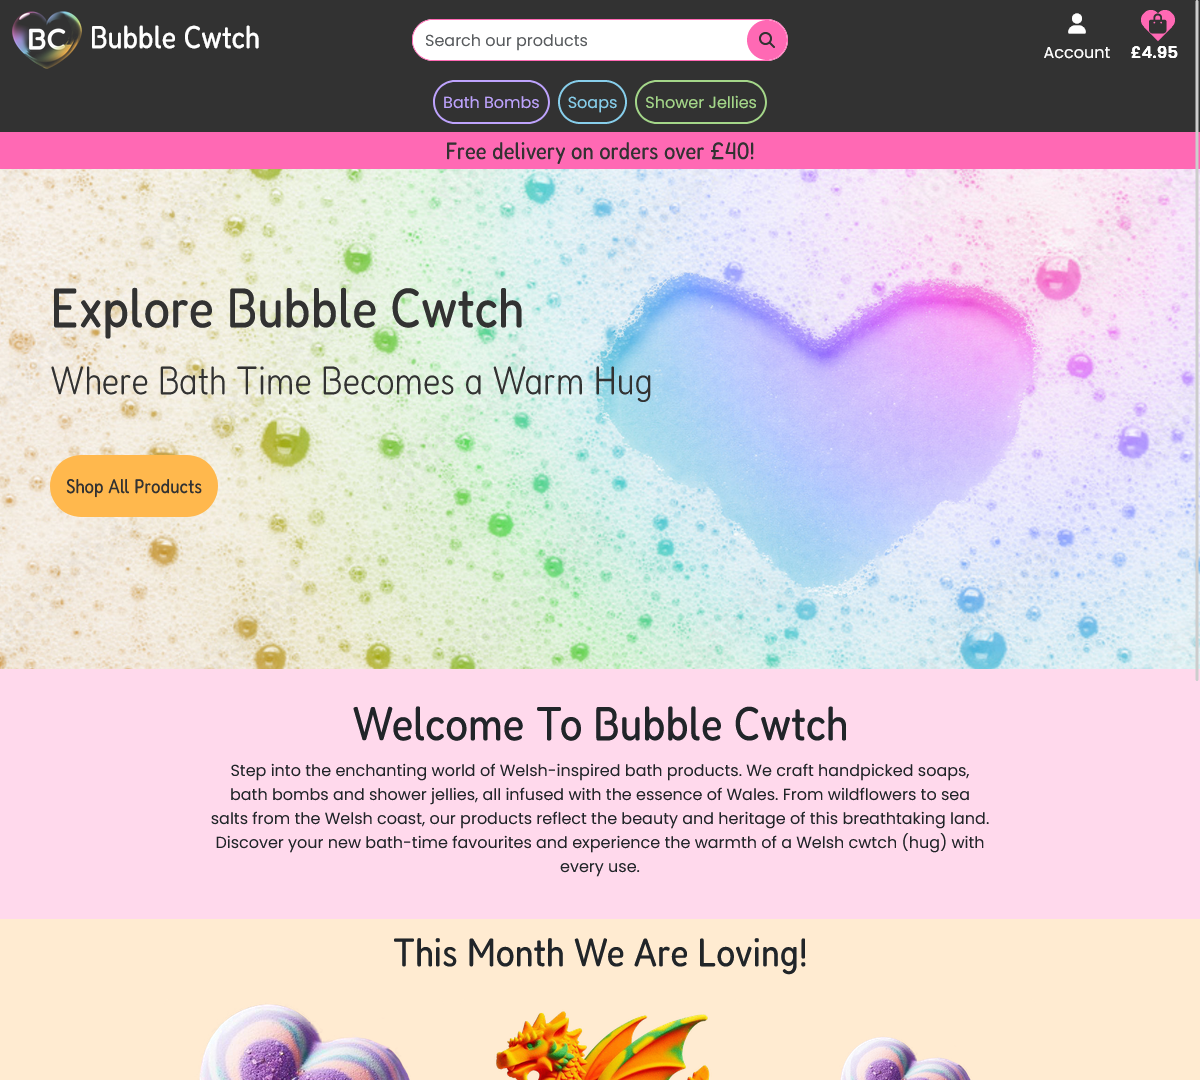 BC Bubble Cwtch
Search our products
Account
£4.95
Bath Bombs
Soaps
Shower Jellies
Free delivery on orders over £40!
Explore Bubble Cwtch
Where Bath Time Becomes a Warm Hug
Shop All Products
Welcome To Bubble Cwtch
Step into the enchanting world of Welsh-inspired bath products. We craft handpicked soaps,
bath bombs and shower jellies, all infused with the essence of Wales. From wildflowers to sea
salts from the Welsh coast, our products reflect the beauty and heritage of this breathtaking land.
Discover your new bath-time favourites and experience the warmth of a Welsh cwtch (hug) with
every use.
This Month We Are Loving!